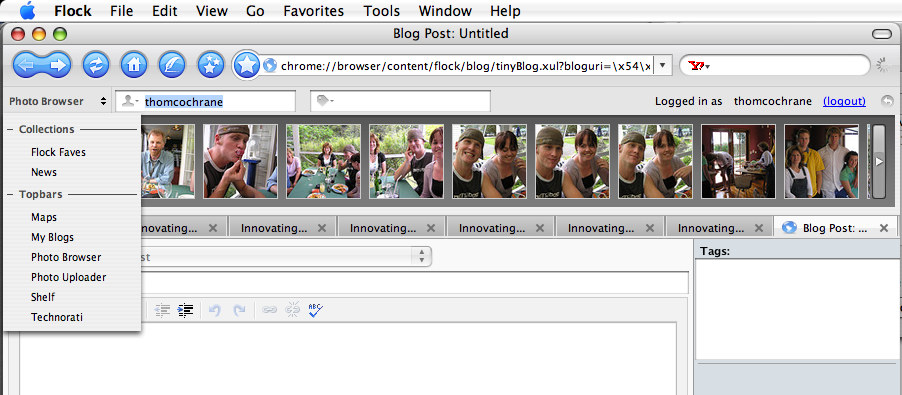 Flock File Edit View Go Favorites Tools Window Help
Blog Post: Untitled
chrome://browser/content/flock/blog/tinyBlog.xul?bloguri=\x54\x
Y!
Photo Browser thomcochrane Logged in as thomcochrane (logout)
Collections
Flock Faves
News
Topbars
Maps
My Blogs
Photo Browser
Photo Uploader
Shelf
Technorati
nnovating... Innovating... Innovating... Innovating... Innovating... Innovating... Blog Post: ...
st
Tags:
ABC